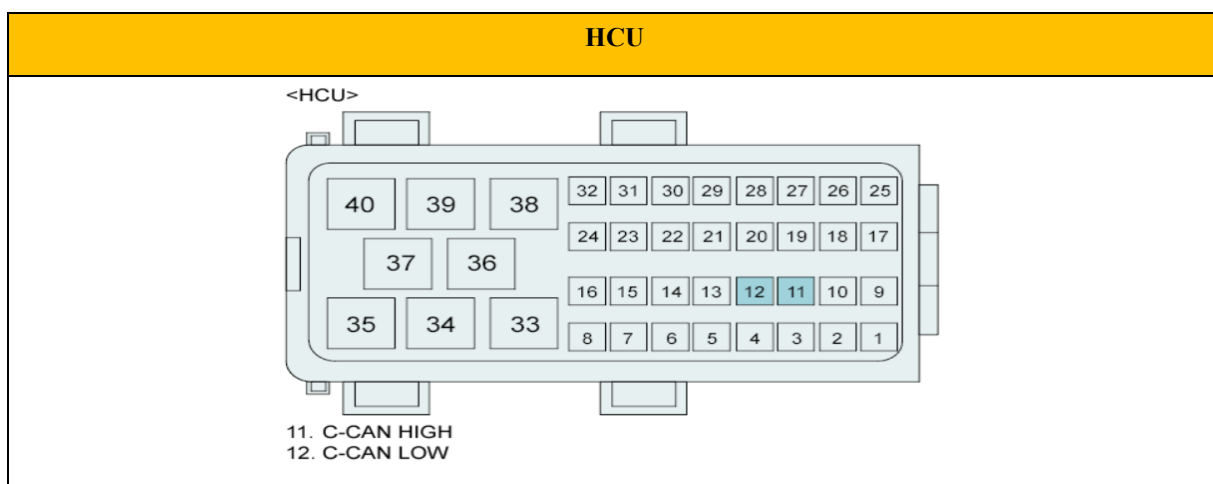 HCU
<HCU>
40 39 38 32 31 30 29 28 27 26 25
24 23 22 21 20 19 18 17
37 36
16 15 14 13 12 11 10 9
35 34 33 8 7 6 5 4 3 2 1
11. C-CAN HIGH
12. C-CAN LOW